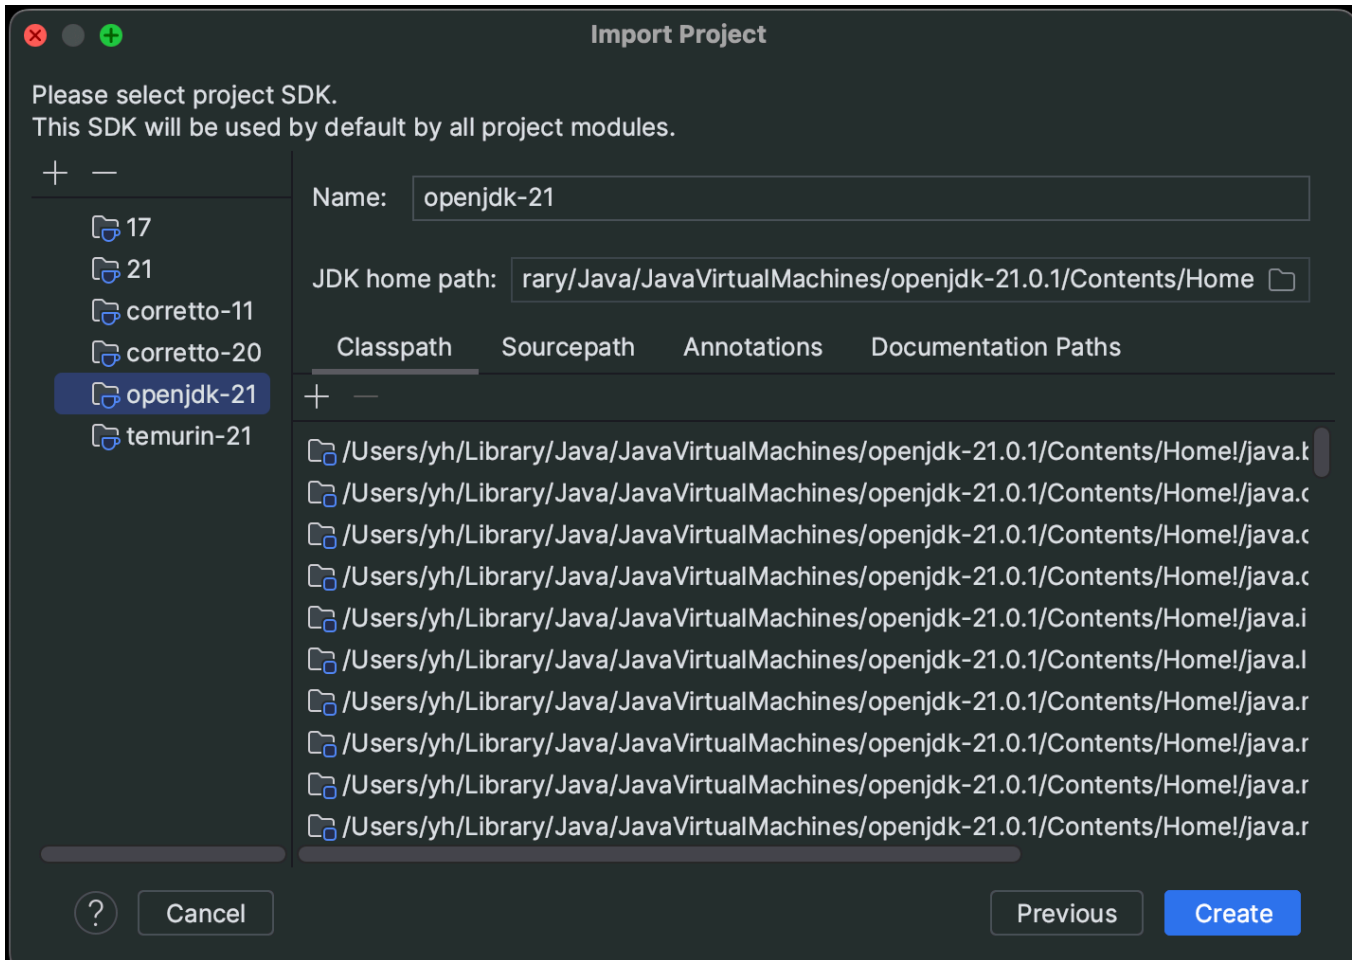 Import Project
Please select project SDK.
This SDK will be used by default by all project modules.
17
21
corretto-11
corretto-20
openjdk-21
temurin-21
Name: openjdk-21
JDK home path: rary/Java/JavaVirtualMachines/openjdk-21.0.1/Contents/Home
Classpath Sourcepath Annotations Documentation Paths
/Users/yh/Library/Java/JavaVirtualMachines/openjdk-21.0.1/Contents/Home!/java.b
/Users/yh/Library/Java/JavaVirtualMachines/openjdk-21.0.1/Contents/Home!/java.c
/Users/yh/Library/Java/JavaVirtualMachines/openjdk-21.0.1/Contents/Home!/java.c
/Users/yh/Library/Java/JavaVirtualMachines/openjdk-21.0.1/Contents/Home!/java.c
/Users/yh/Library/Java/JavaVirtualMachines/openjdk-21.0.1/Contents/Home!/java.i
/Users/yh/Library/Java/JavaVirtualMachines/openjdk-21.0.1/Contents/Home!/java.l
/Users/yh/Library/Java/JavaVirtualMachines/openjdk-21.0.1/Contents/Home!/java.r
/Users/yh/Library/Java/JavaVirtualMachines/openjdk-21.0.1/Contents/Home!/java.r
/Users/yh/Library/Java/JavaVirtualMachines/openjdk-21.0.1/Contents/Home!/java.r
/Users/yh/Library/Java/JavaVirtualMachines/openjdk-21.0.1/Contents/Home!/java.r
? Cancel Previous Create